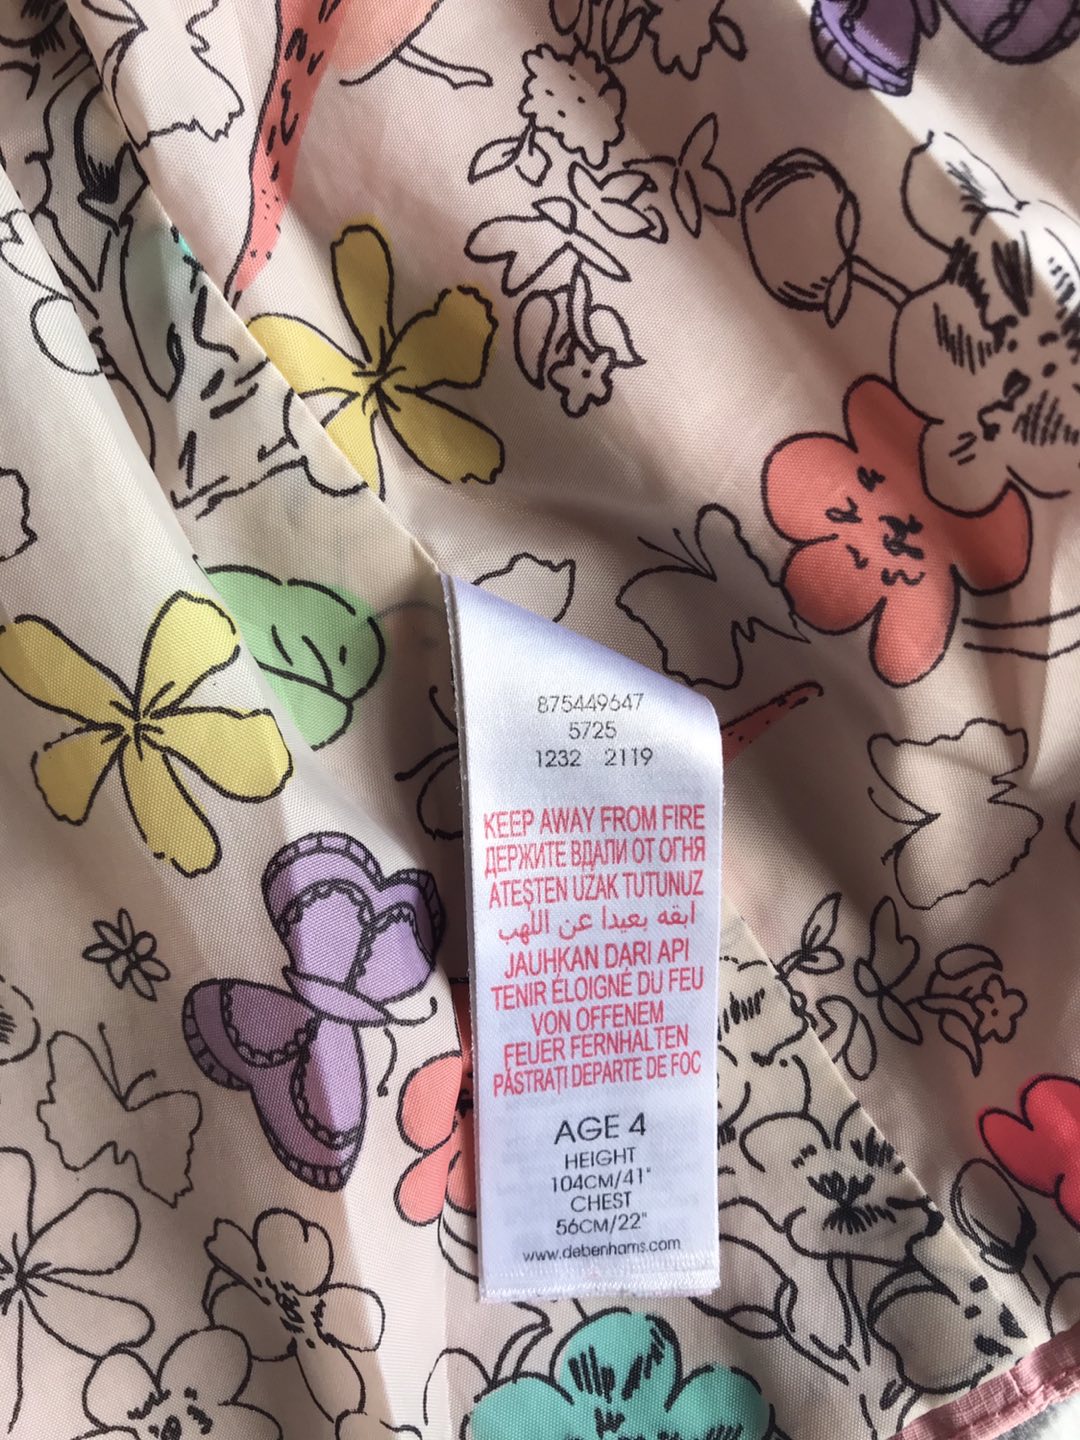 875449647
5725
1232 2119
KEEP AWAY FROM FIRE
ДЕРЖИТЕ ВДАЛИ ОТ ОГНЯ
ATEŞTEN UZAK TUTUNUZ
ابقه بعيدا عن اللهب
JAUHKAN DARI API
TENIR ÉLOIGNÉ DU FEU
VON OFFENEM
FEUER FERNHALTEN
PĂSTRAȚI DEPARTE DE FOC
AGE 4
HEIGHT
104CM/41"
CHEST
56CM/22"
www.debenhams.com